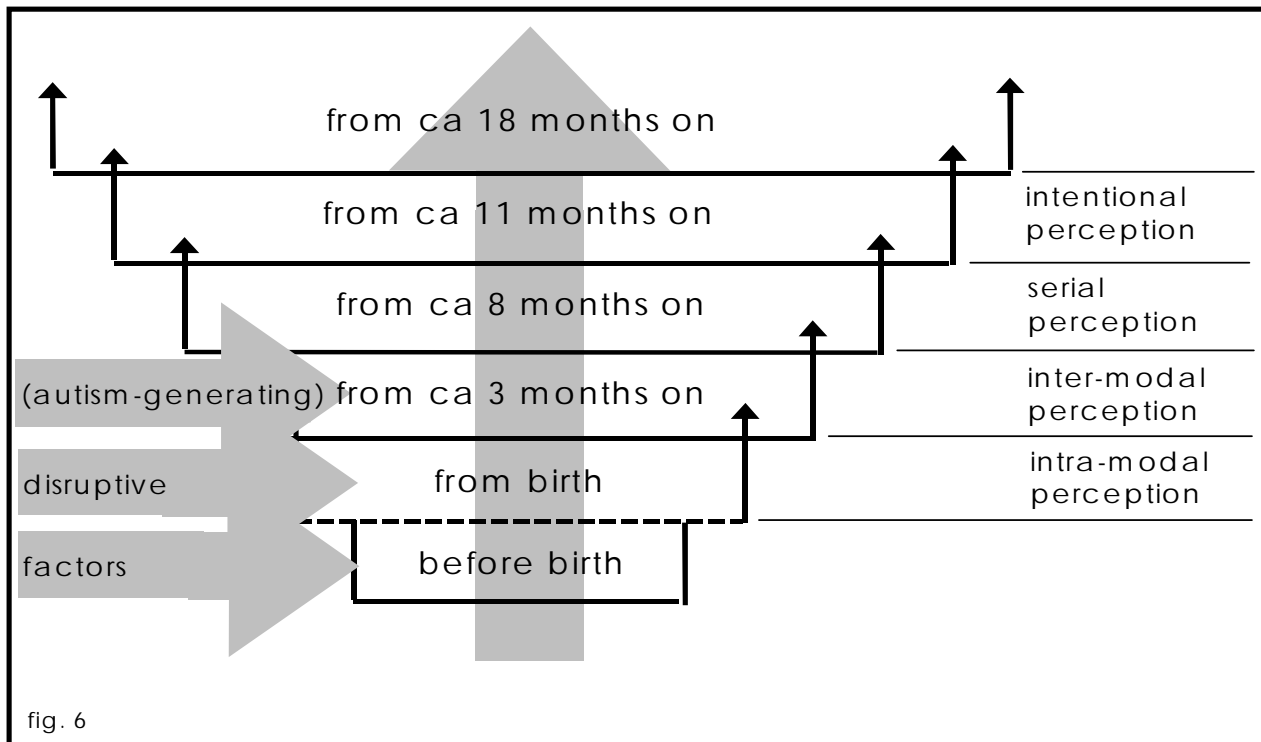 from ca 18 months on
from ca 11 months on
intentional
perception
from ca 8 months on
serial
perception
(autism-generating) from ca 3 months on
inter-modal
perception
disruptive
from birth
intra-modal
perception
factors
before birth
fig. 6